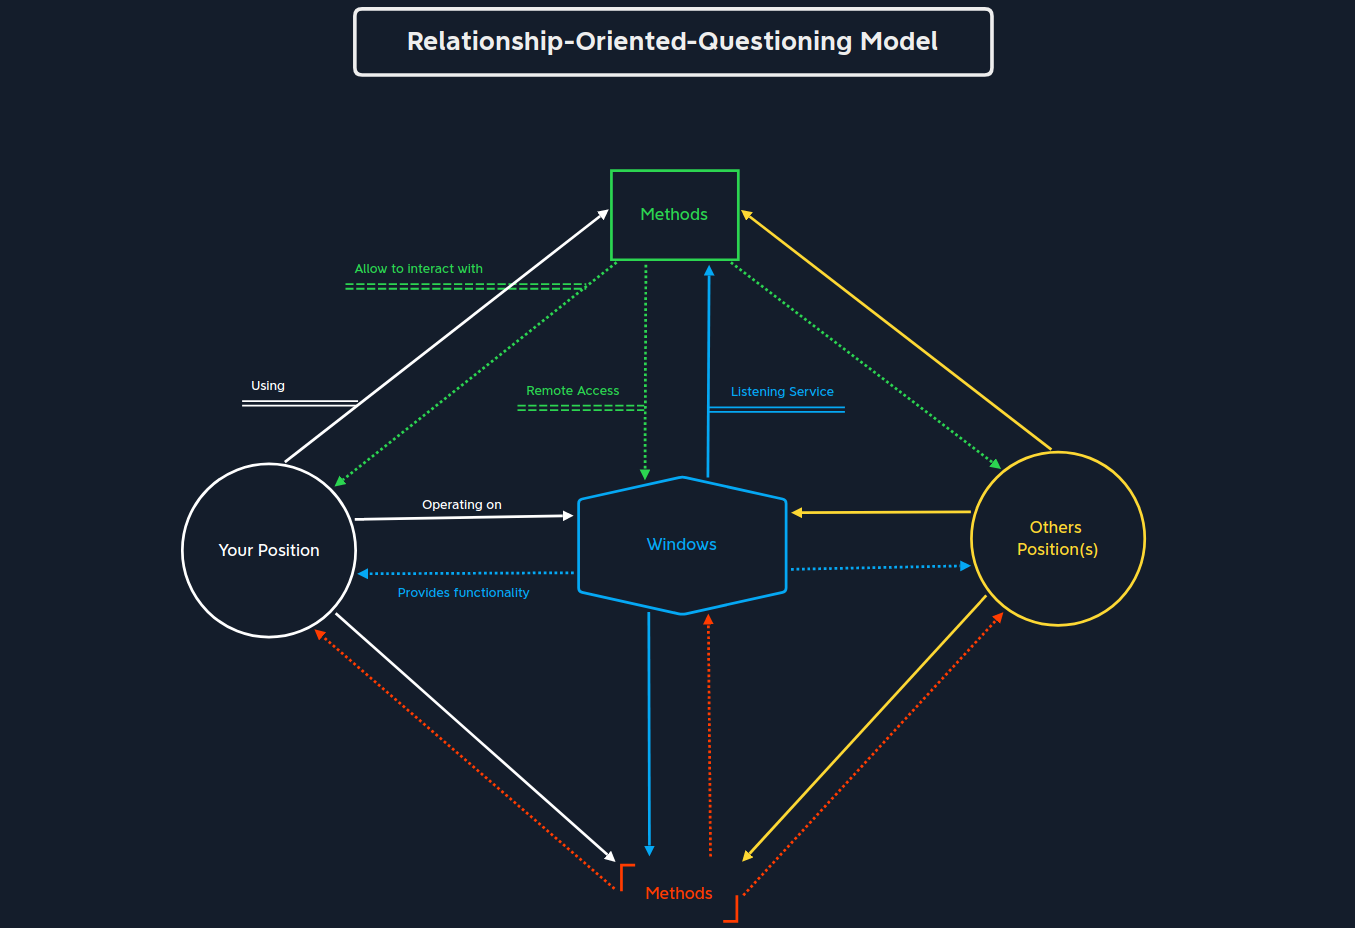 Relationship-Oriented-Questioning Model
Methods
Allow to interact with
Using
Remote Access
Listening Service
Operating on
Your Position
Windows
Others
Position(s)
Provides functionality
Methods